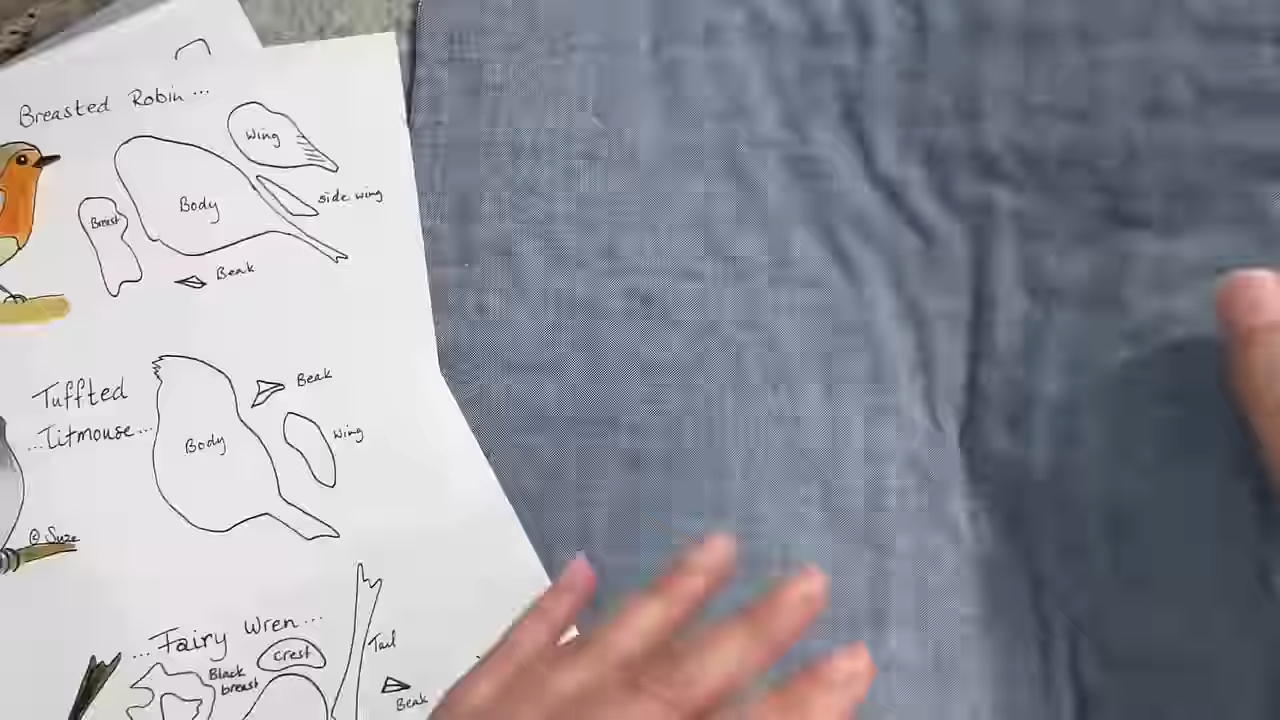 Breasted Robin...
Wing
side wing
Body
Breast
Beak
Tuffted
...Titmouse...
Beak
Wing
Body
@ Suze
...Fairy Wren...
Crest
Tail
Black
breast
Beak